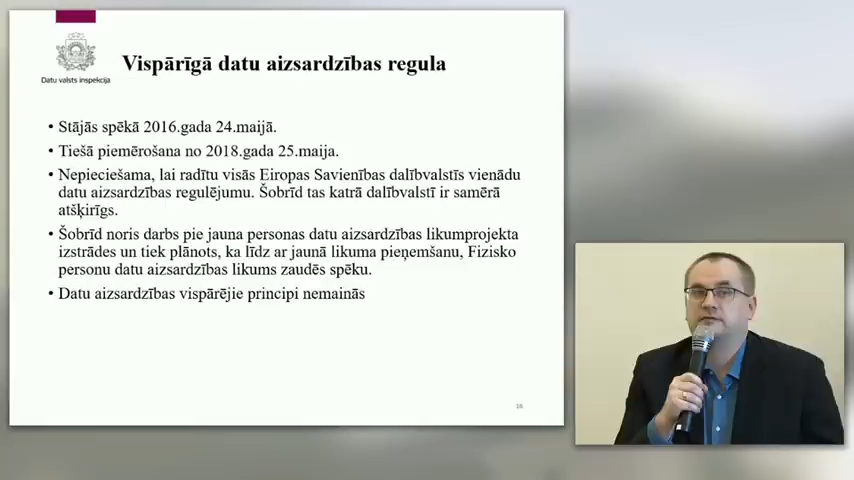 Datu valsts inspekcija
Vispārīgā datu aizsardzības regula
• Stājās spēkā 2016.gada 24.maijā.
• Tiešā piemērošana no 2018.gada 25.maija.
• Nepieciešama, lai radītu visās Eiropas Savienības dalībvalstīs vienādu
datu aizsardzības regulējumu. Šobrīd tas katrā dalībvalstī ir samērā
atšķirīgs.
• Šobrīd noris darbs pie jauna personas datu aizsardzības likumprojekta
izstrādes un tiek plānots, ka līdz ar jaunā likuma pieņemšanu, Fizisko
personu datu aizsardzības likums zaudēs spēku.
• Datu aizsardzības vispārējie principi nemainās
16